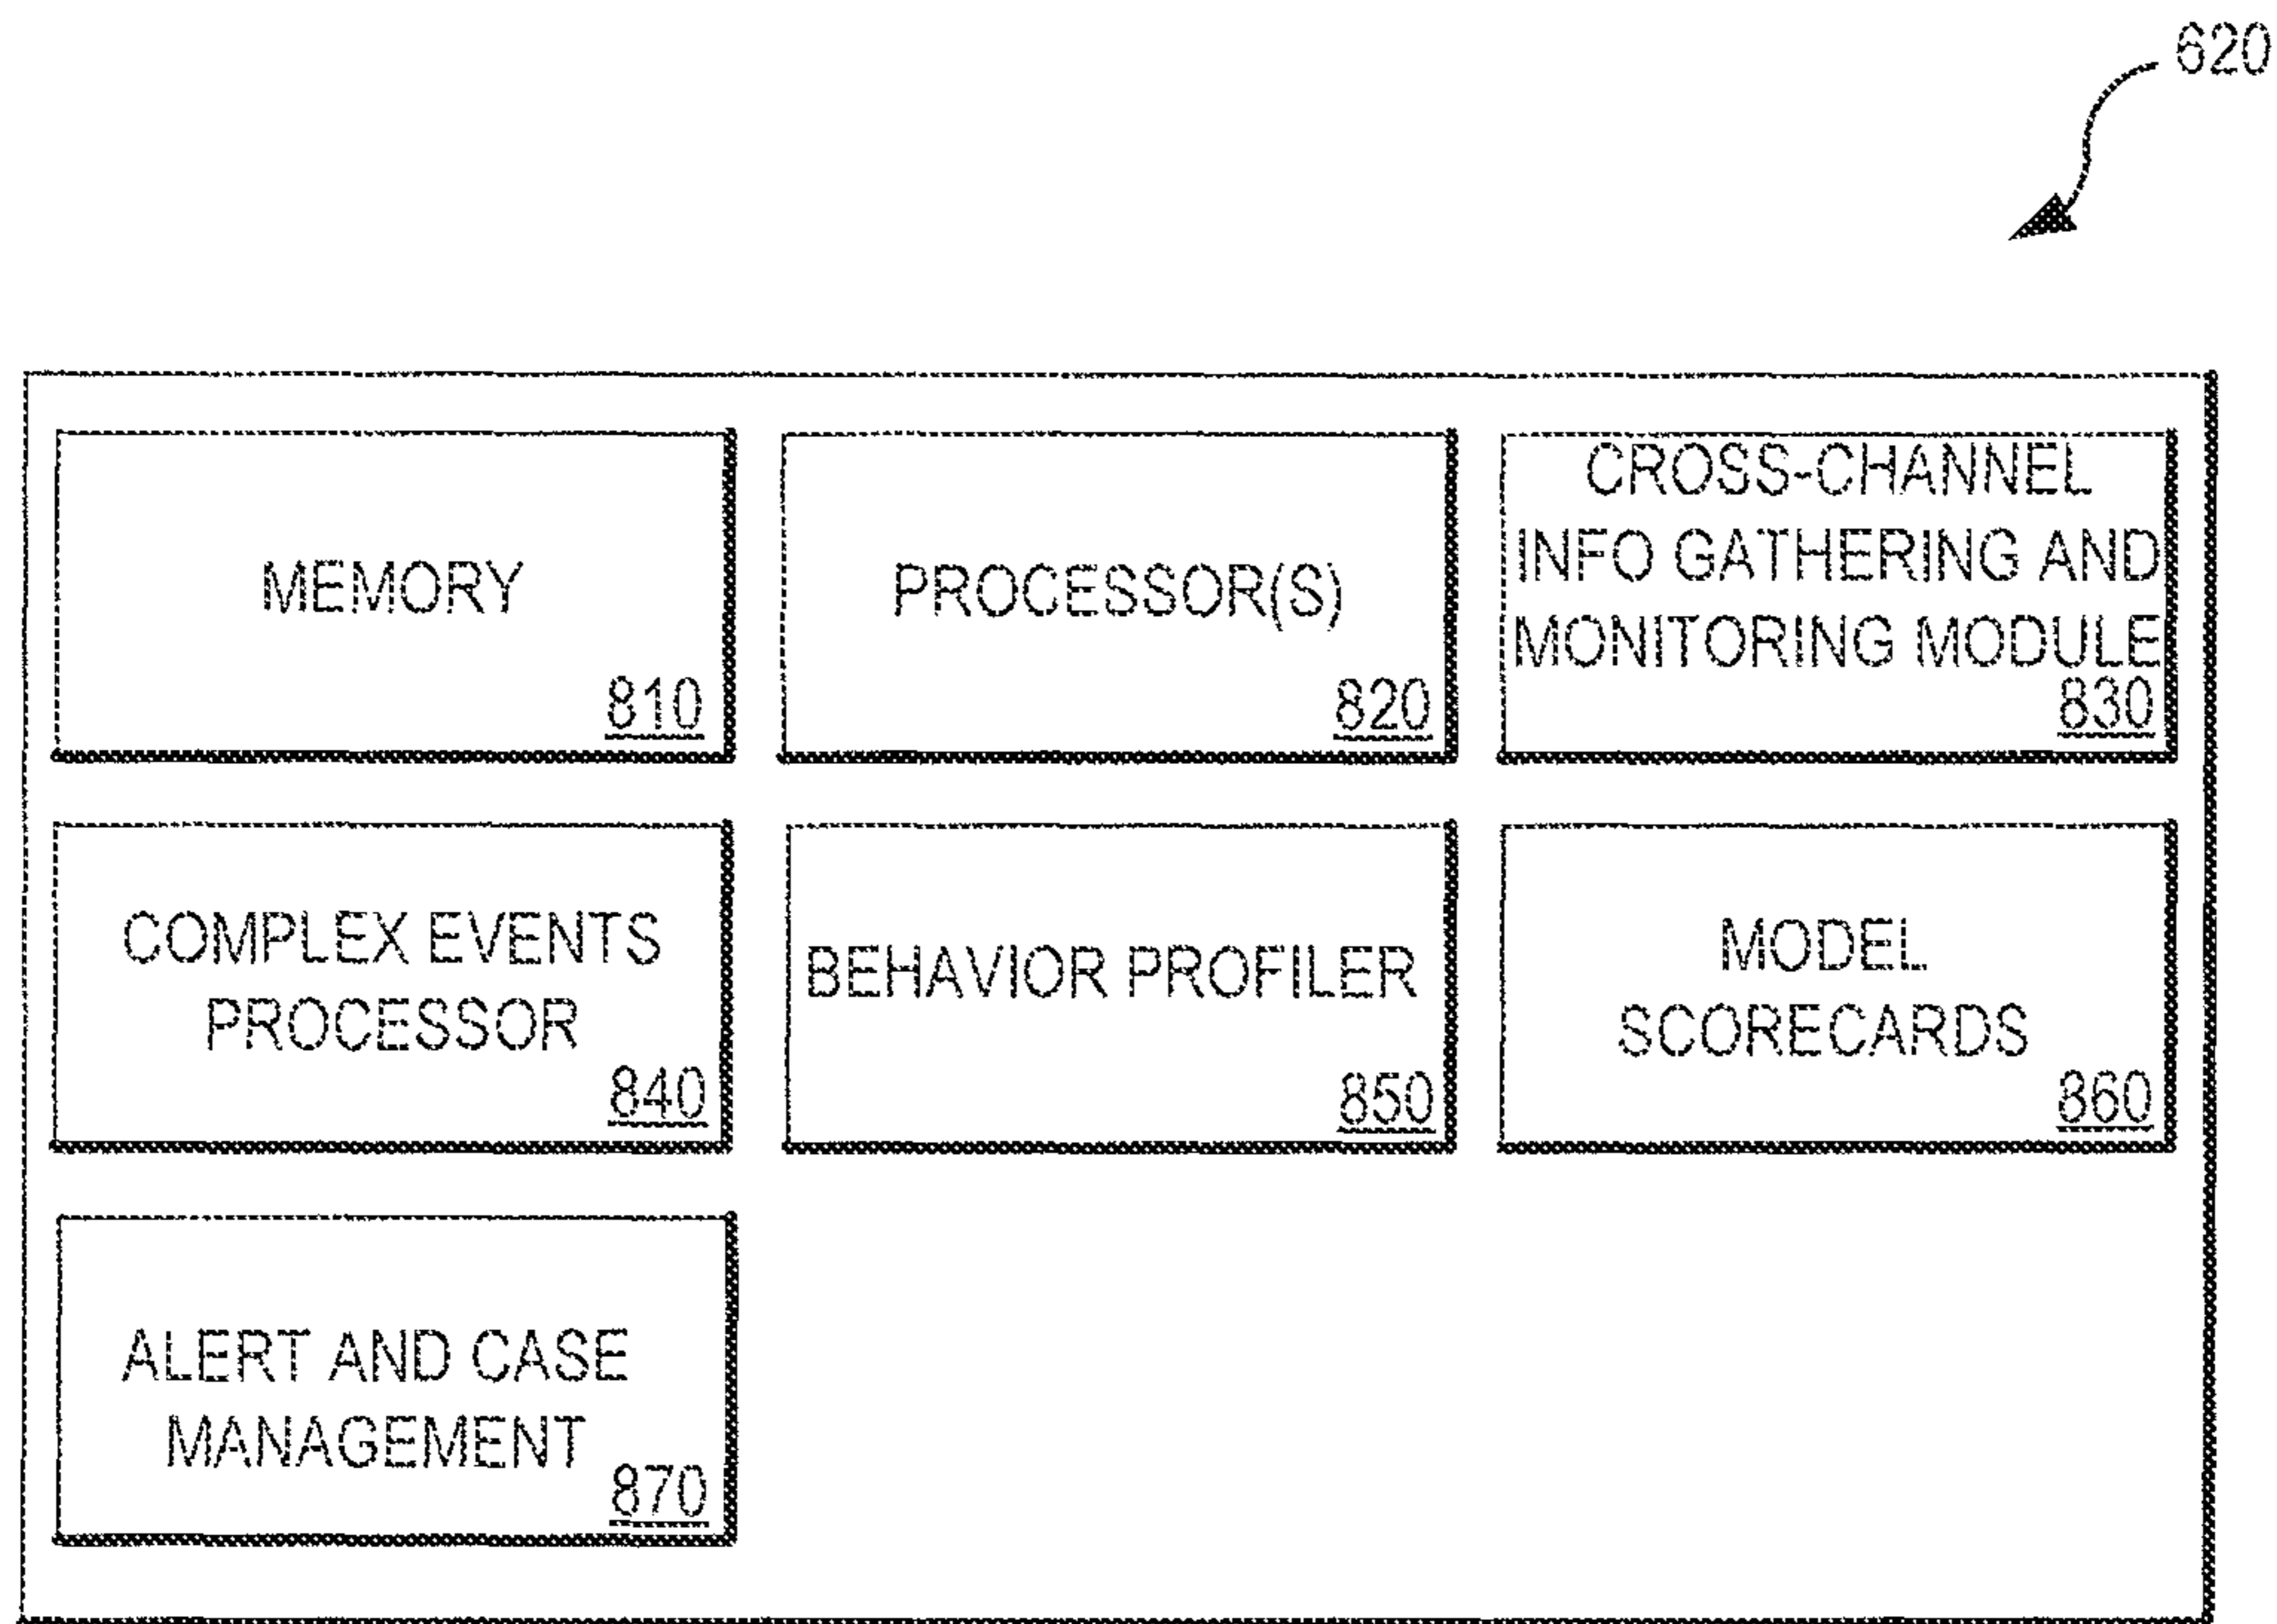 620
MEMORY
810
PROCESSOR(S)
820
CROSS-CHANNEL
INFO GATHERING AND
MONITORING MODULE
830
COMPLEX EVENTS
PROCESSOR
840
BEHAVIOR PROFILER
850
MODEL
SCORECARDS
860
ALERT AND CASE
MANAGEMENT
870